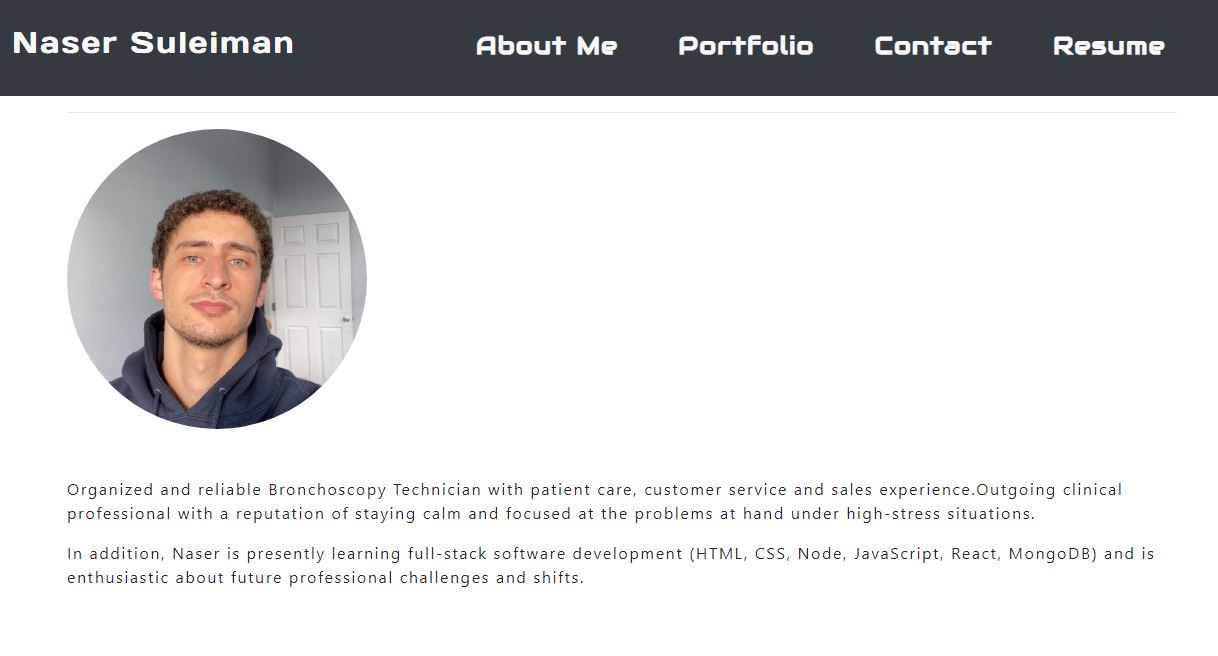 Naser Suleiman
About Me Portfolio Contact Resume
Organized and reliable Bronchoscopy Technician with patient care, customer service and sales experience.Outgoing clinical
professional with a reputation of staying calm and focused at the problems at hand under high-stress situations.
In addition, Naser is presently learning full-stack software development (HTML, CSS, Node, JavaScript, React, MongoDB) and is
enthusiastic about future professional challenges and shifts.